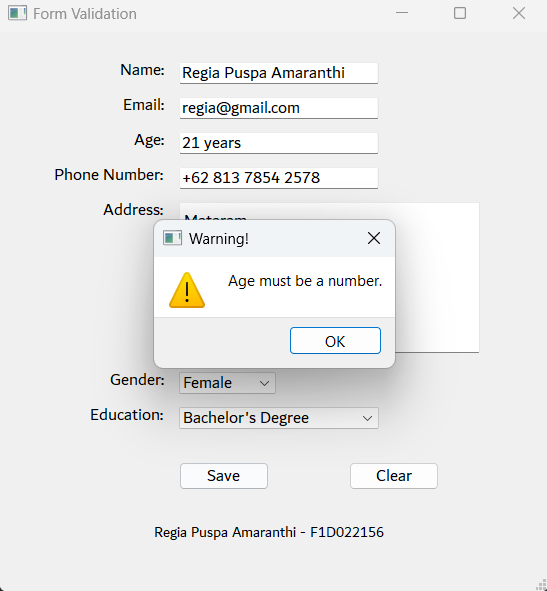 Form Validation
Name: Regia Puspa Amaranthi
Email: regia@gmail.com
Age: 21 years
Phone Number: +62 813 7854 2578
Address: Mataram
Warning!
Age must be a number.
OK
Gender: Female
Education: Bachelor's Degree
Save Clear
Regia Puspa Amaranthi - F1D022156